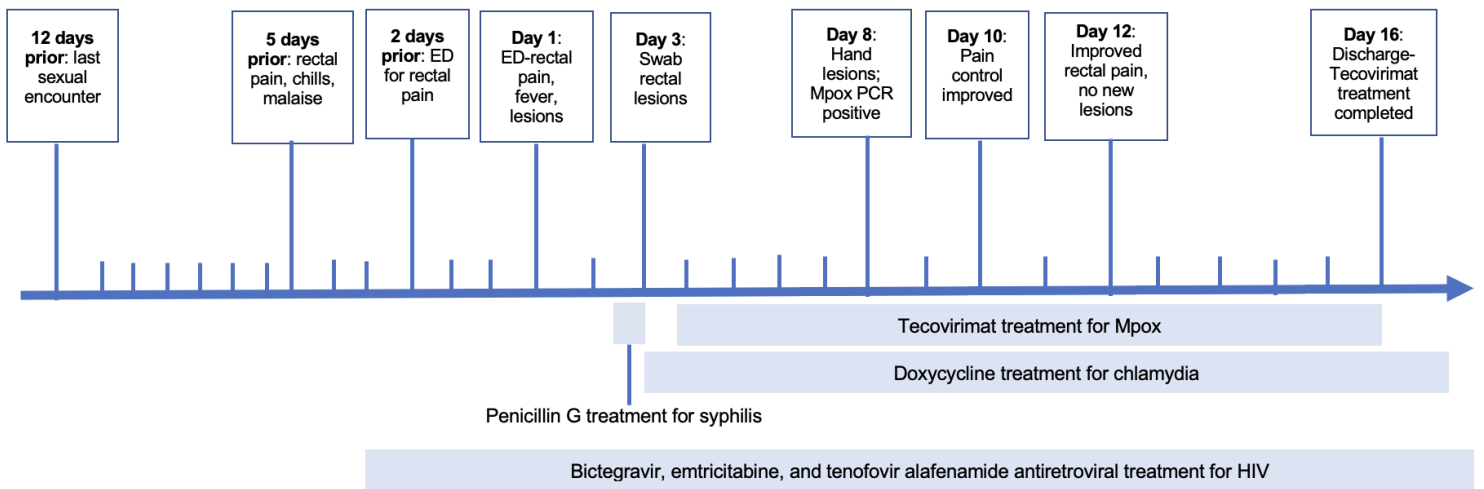 12 days
prior: last
sexual
encounter
5 days
prior: rectal
pain, chills,
malaise
2 days
prior: ED
for rectal
pain
Day 1:
ED-rectal
pain,
fever,
lesions
Day 3:
Swab
rectal
lesions
Day 8:
Hand
lesions;
Mpox PCR
positive
Day 10:
Pain
control
improved
Day 12:
Improved
rectal pain,
no new
lesions
Day 16:
Discharge-
Tecovirimat
treatment
completed
Tecovirimat treatment for Mpox
Doxycycline treatment for chlamydia
Penicillin G treatment for syphilis
Bictegravir, emtricitabine, and tenofovir alafenamide antiretroviral treatment for HIV